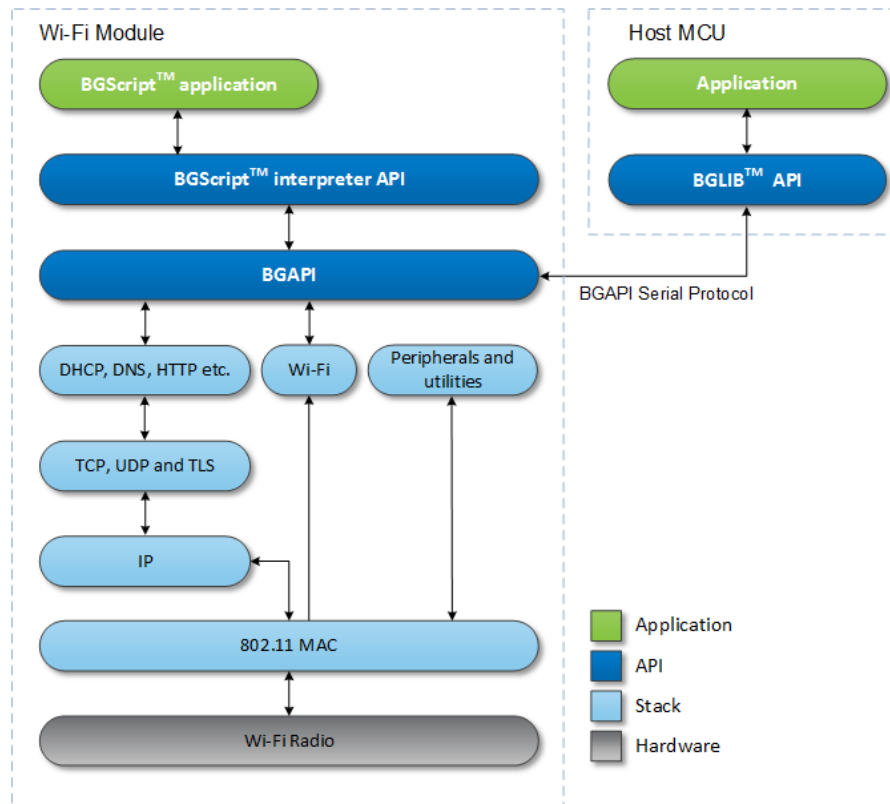 Wi-Fi Module
BGScript™ application
BGScript™ interpreter API
BGAPI
DHCP, DNS, HTTP etc.
Wi-Fi
Peripherals and
utilities
TCP, UDP and TLS
IP
802.11 MAC
Wi-Fi Radio
Host MCU
Application
BGLIB™ API
BGAPI Serial Protocol
Application
API
Stack
Hardware